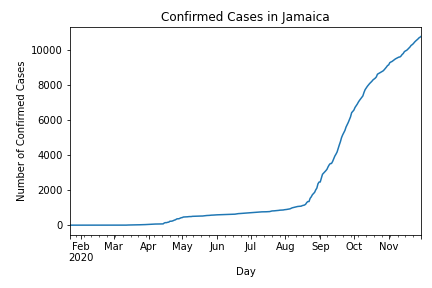 Confirmed Cases in Jamaica
Number of Confirmed Cases
10000
8000
6000
4000
2000
0
Feb Mar Apr May Jun Jul Aug Sep Oct Nov
2020
Day